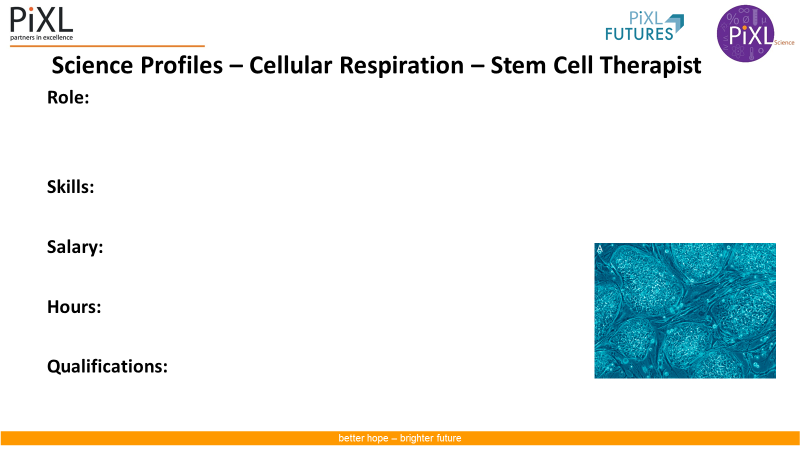 PiXL
partners in excellence
PiXL
FUTURES
PiXL
Science
Science Profiles – Cellular Respiration – Stem Cell Therapist
Role:
Skills:
Salary:
Hours:
Qualifications:
A
better hope – brighter future